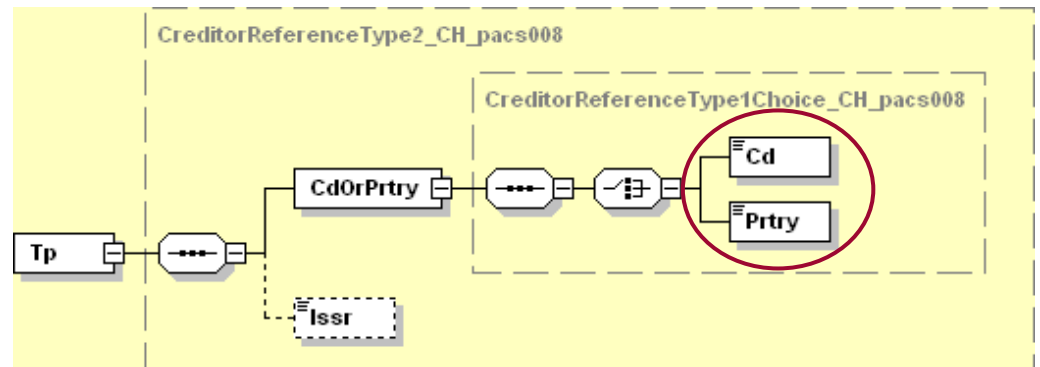 CreditorReferenceType2_CH_pacs008
CreditorReferenceType1Choice_CH_pacs008
Cd
CdOrPrtry
Prtry
Tp
Issr